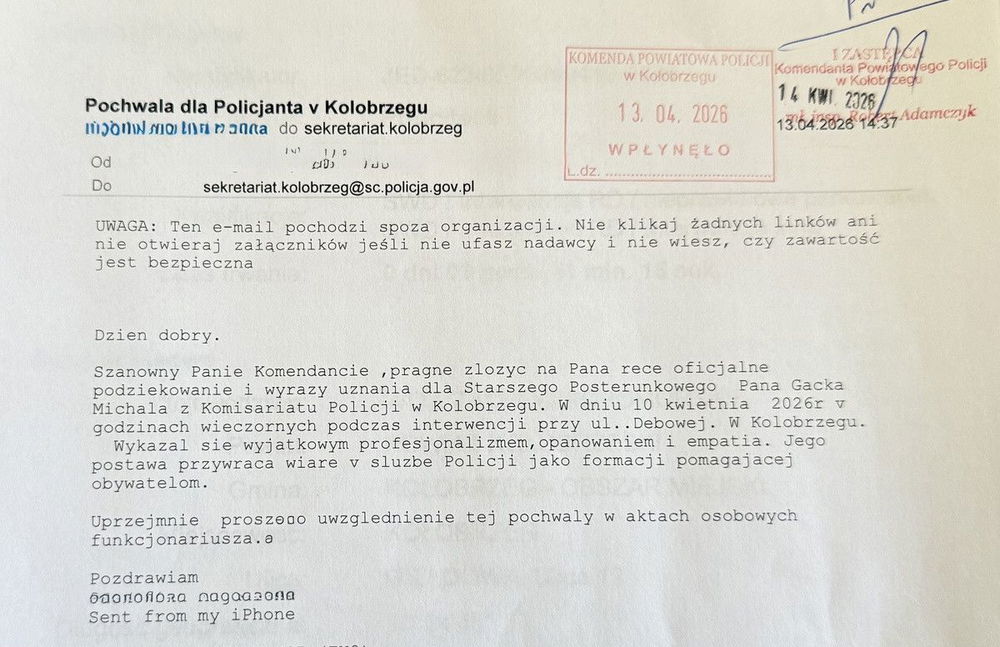 KOMENDA POWIATOWA POLICJI
w Kołobrzegu
13. 04. 2026
WPŁYNĘŁO
L.dz.
I ZASTĘPCA
Komendanta Powiatowego Policji
w Kołobrzegu
14 KWI. 2026
mł. insp. Robert Adamczyk
13.04.2026 14:37
Pochwala dla Policjanta v Kolobrzegu
do sekretariat.kolobrzeg
Od
Do sekretariat.kolobrzeg@sc.policja.gov.pl
UWAGA: Ten e-mail pochodzi spoza organizacji. Nie klikaj żadnych linków ani
nie otwieraj załączników jeśli nie ufasz nadawcy i nie wiesz, czy zawartość
jest bezpieczna
Dzien dobry.
Szanowny Panie Komendancie ,pragne zlozyc na Pana rece oficjalne
podziekowanie i wyrazy uznania dla Starszego Posterunkowego Pana Gacka
Michala z Komisariatu Policji w Kolobrzegu. W dniu 10 kwietnia 2026r v
godzinach wieczornych podczas interwencji przy ul..Debowej. W Kolobrzegu.
Wykazal sie wyjatkowym profesjonalizmem,opanowaniem i empatia. Jego
postawa przywraca wiare v sluzbe Policji jako formacji pomagajacej
obywatelom.
Uprzejmnie uwzglednienie tej pochwaly w aktach osobowych
funkcjonariusza.
Pozdrawiam
Sent from my iPhone